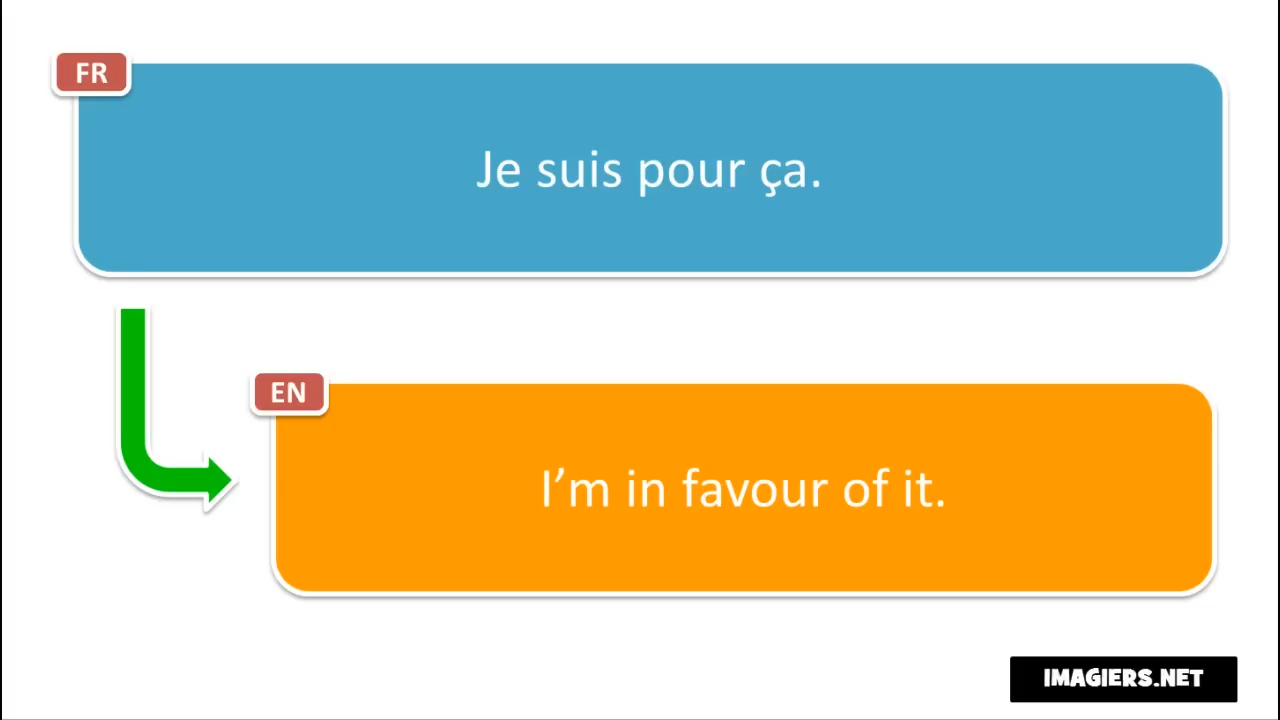 FR
Je suis pour ça.
EN
I’m in favour of it.
IMAGIERS.NET